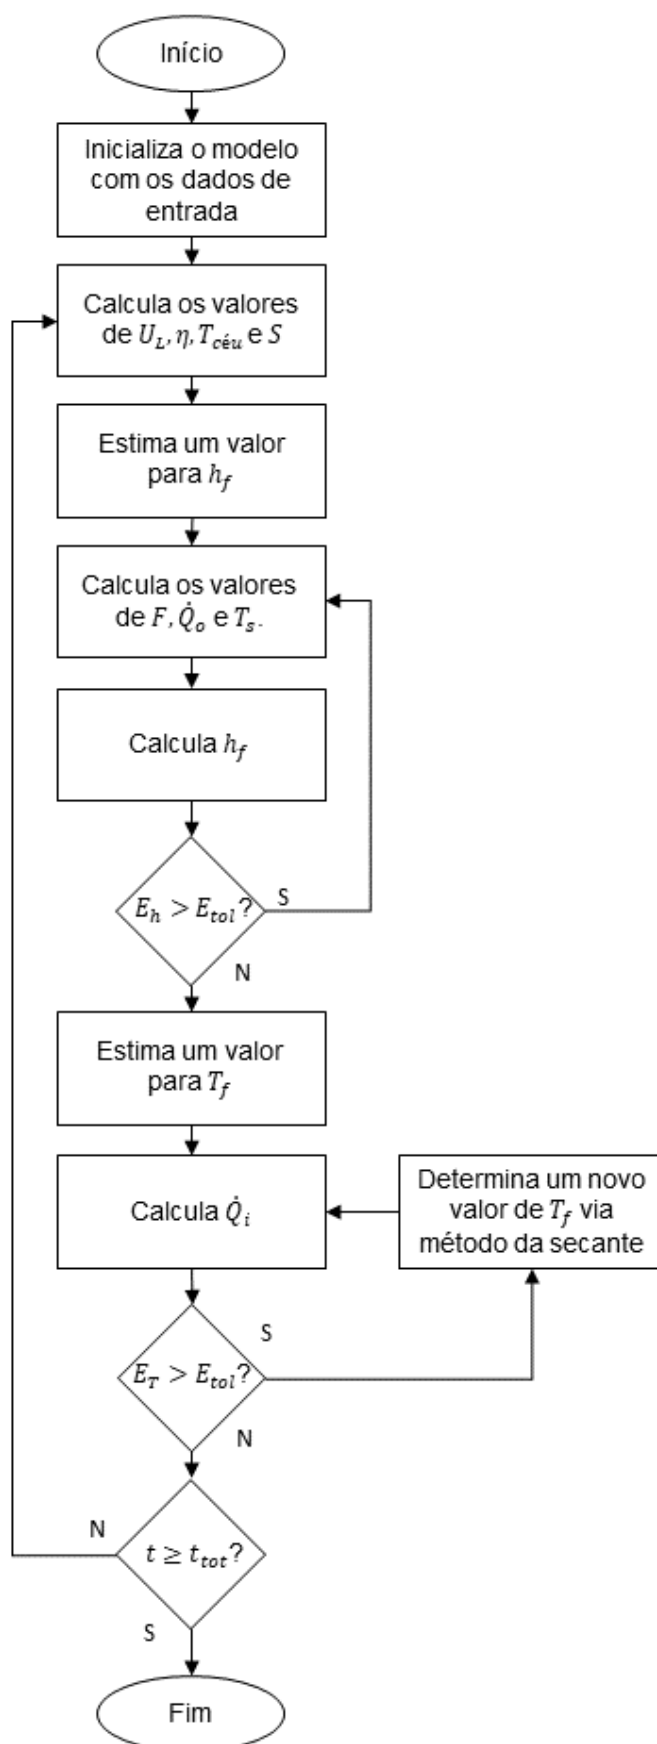 Início
Inicializa o modelo
com os dados de
entrada
Calcula os valores
de U_L, η, T_céu e S
Estima um valor
para h_f
Calcula os valores
de F, Q̇_o e T_s.
Calcula h_f
E_h > E_tol?
S
N
Estima um valor
para T_f
Calcula Q̇_i
Determina um novo
valor de T_f via
método da secante
E_T > E_tol?
S
N
t ≥ t_tot?
N
S
Fim